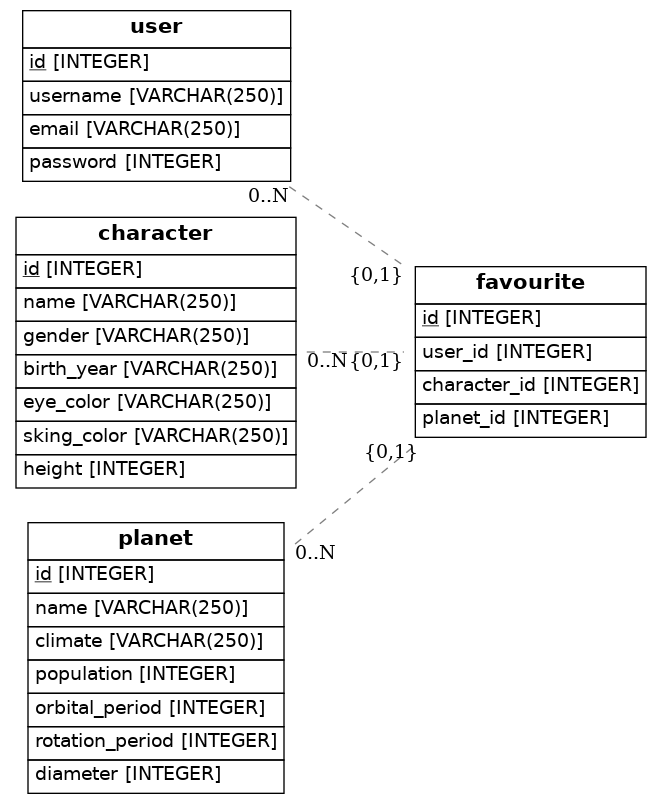 user
id [INTEGER]
username [VARCHAR(250)]
email [VARCHAR(250)]
password [INTEGER]
0..N
{0,1}
character
id [INTEGER]
name [VARCHAR(250)]
gender [VARCHAR(250)]
birth_year [VARCHAR(250)]
eye_color [VARCHAR(250)]
sking_color [VARCHAR(250)]
height [INTEGER]
0..N
{0,1}
favourite
id [INTEGER]
user_id [INTEGER]
character_id [INTEGER]
planet_id [INTEGER]
{0,1}
0..N
planet
id [INTEGER]
name [VARCHAR(250)]
climate [VARCHAR(250)]
population [INTEGER]
orbital_period [INTEGER]
rotation_period [INTEGER]
diameter [INTEGER]